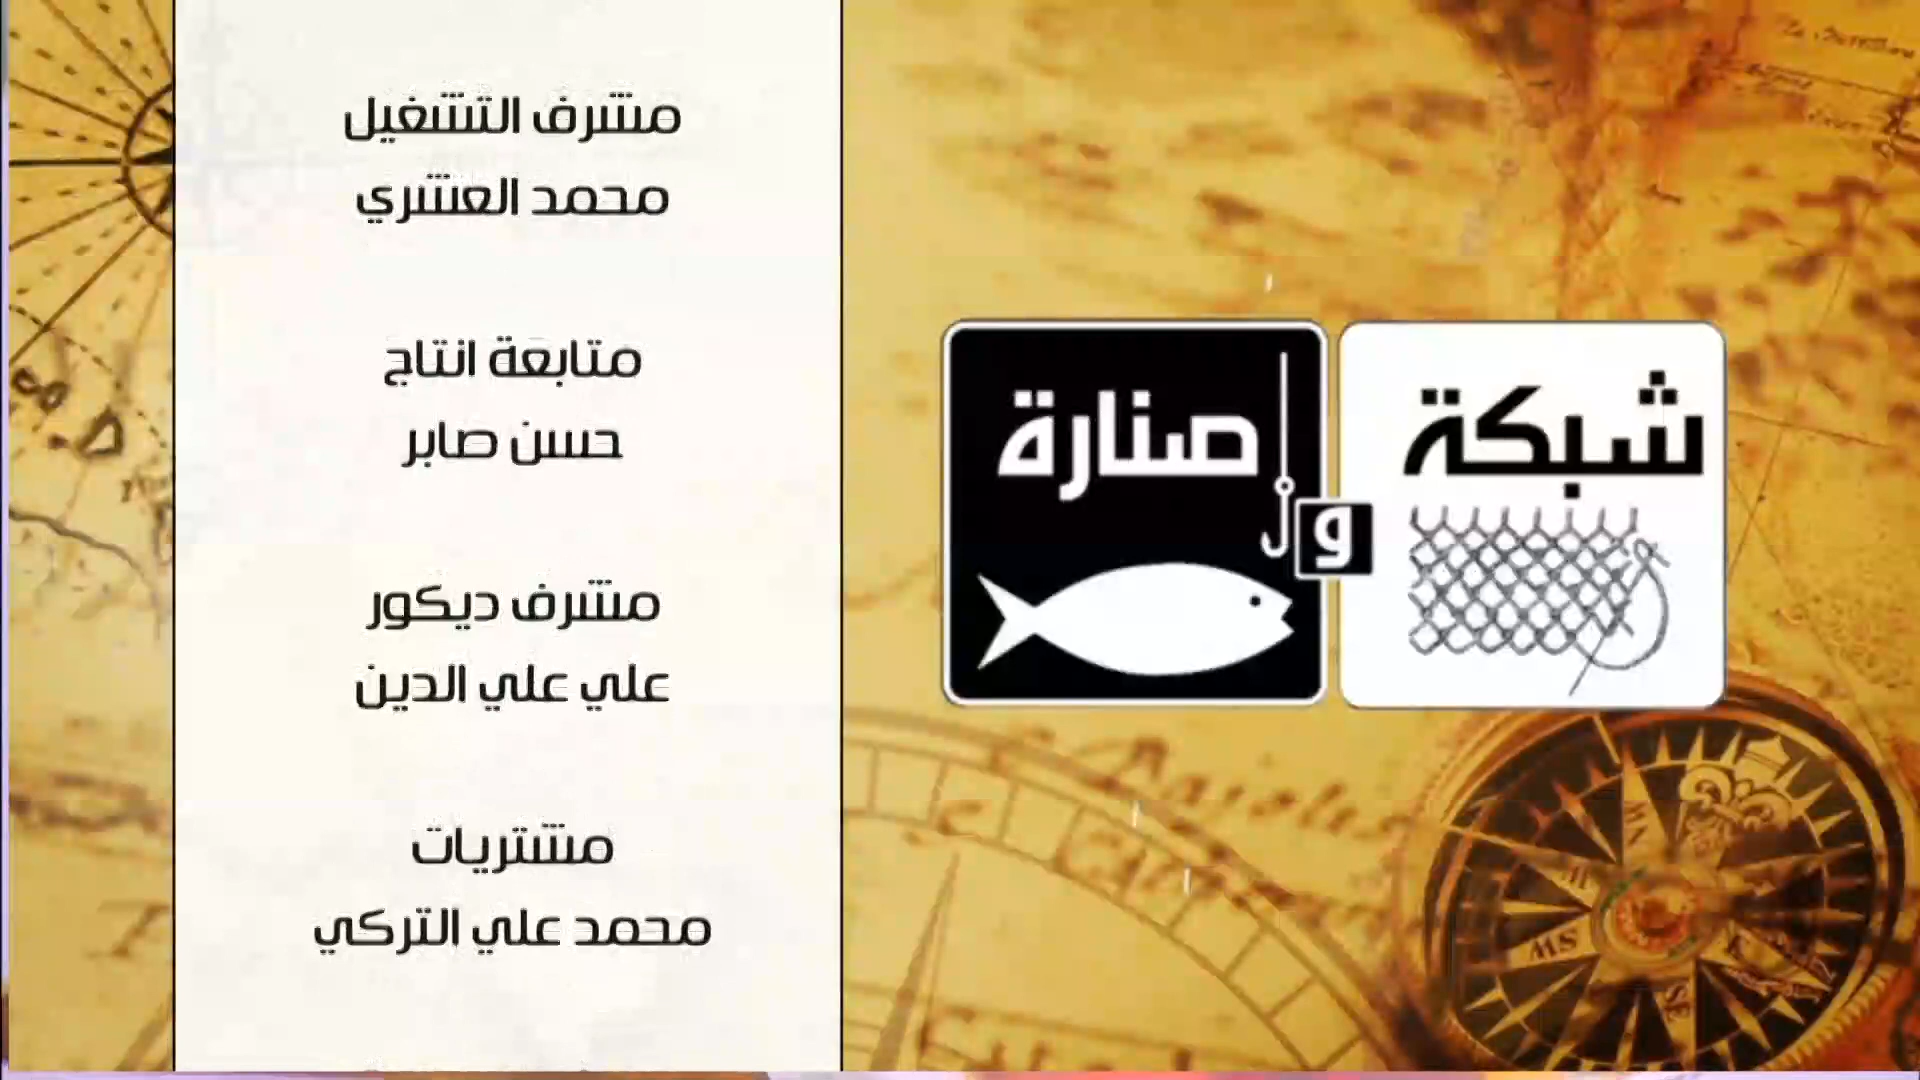 مشرف التشغيل
محمد العشري
متابعة انتاج
حسن صابر
مشرف ديكور
علي علي الدين
مشتريات
محمد علي التركي
شبكة
و
صنارة
WS